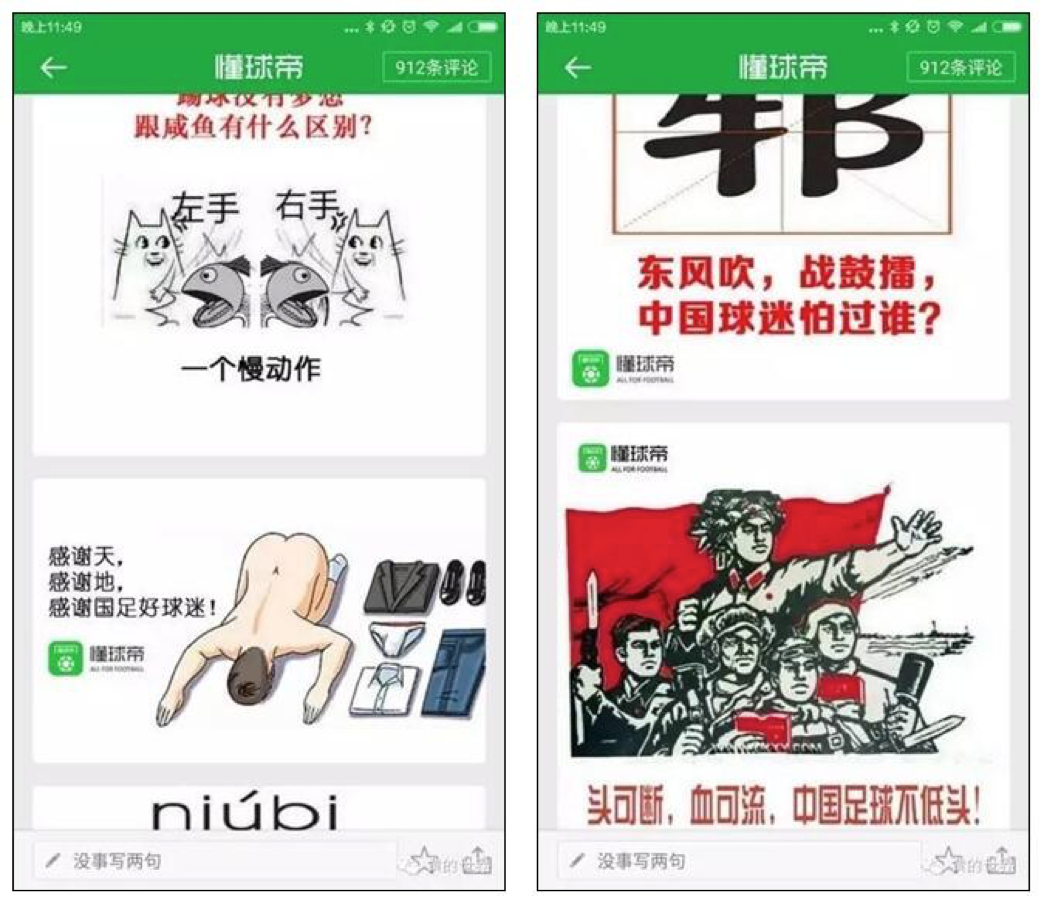 晚上11:49
懂球帝
912条评论
踢球没有梦想
跟咸鱼有什么区别?
左手 右手
一个慢动作
感谢天，
感谢地，
感谢国足好球迷！
懂球帝
ALL FOR FOOTBALL
niúbi
没事写两句
晚上11:49
懂球帝
912条评论
东风吹，战鼓擂，
中国球迷怕过谁？
懂球帝
ALL FOR FOOTBALL
懂球帝
ALL FOR FOOTBALL
头可断，血可流，中国足球不低头！
没事写两句